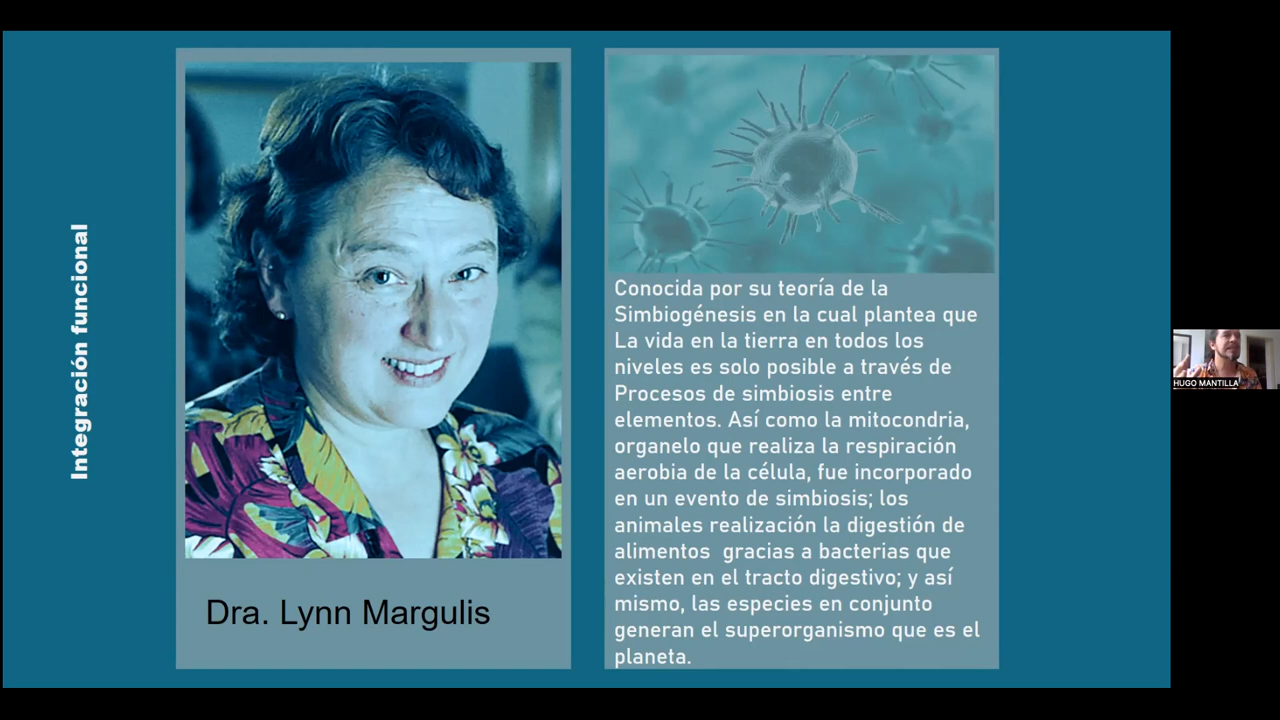 Integración funcional
Dra. Lynn Margulis
Conocida por su teoría de la
Simbiogénesis en la cual plantea que
La vida en la tierra en todos los
niveles es solo posible a través de
Procesos de simbiosis entre
elementos. Así como la mitocondria,
organelo que realiza la respiración
aerobia de la célula, fue incorporado
en un evento de simbiosis; los
animales realización la digestión de
alimentos  gracias a bacterias que
existen en el tracto digestivo; y así
mismo, las especies en conjunto
generan el superorganismo que es el
planeta.
HUGO MANTILLA